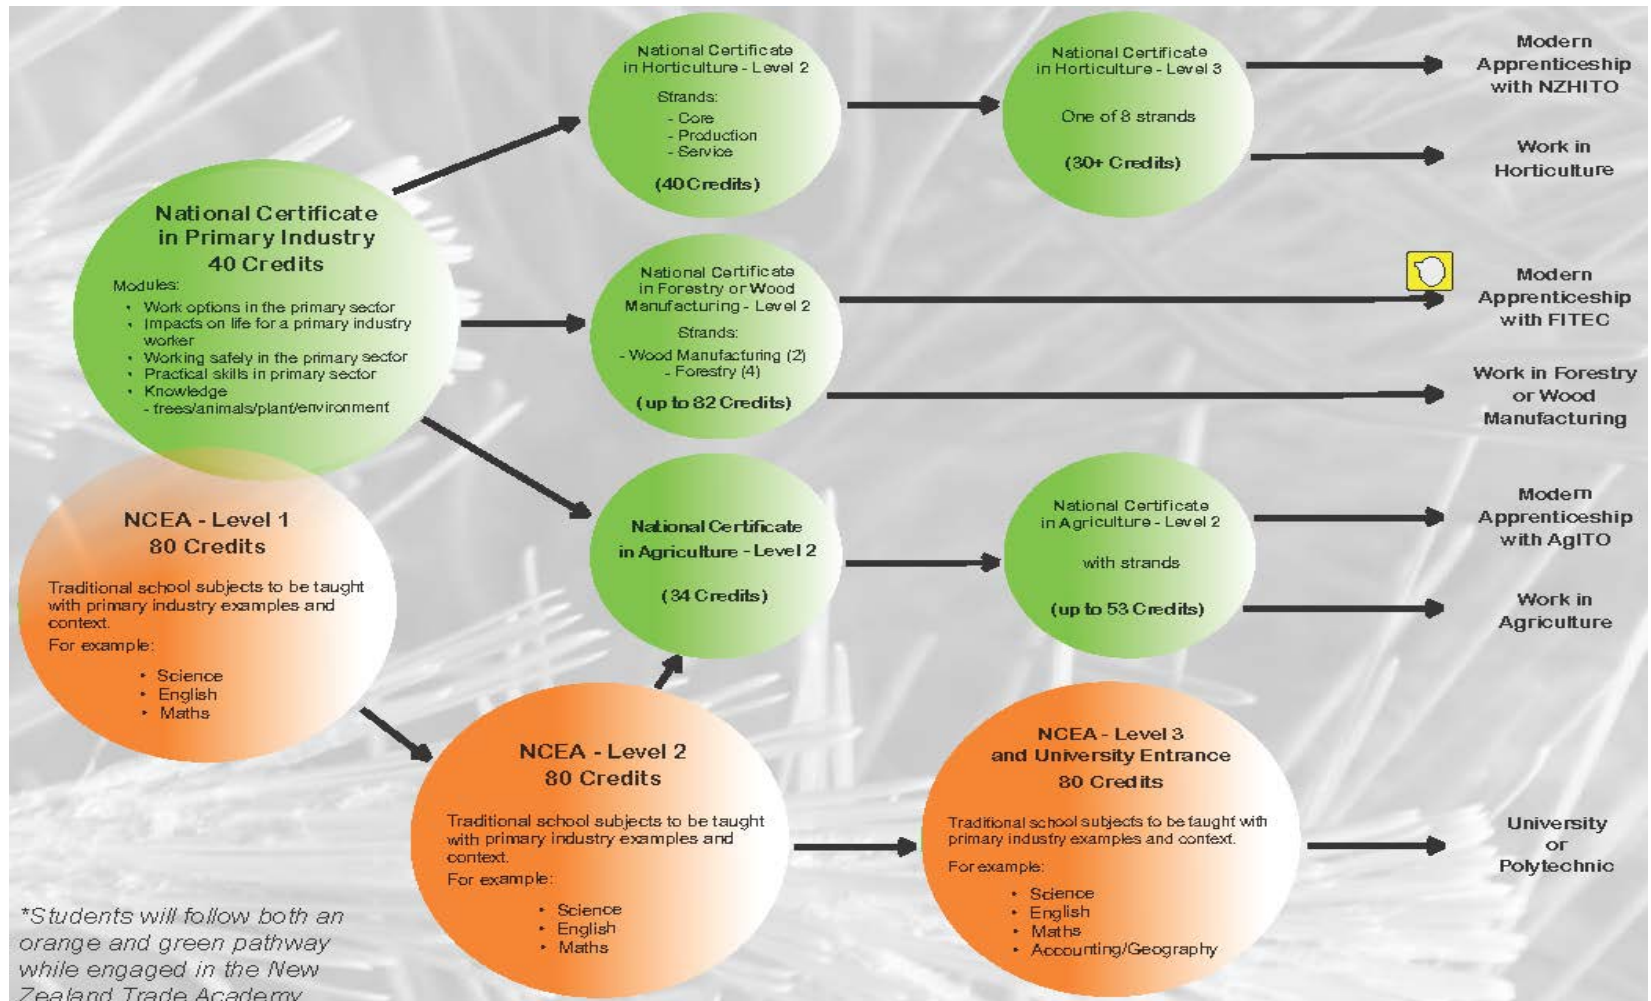 National Certificate
in Horticulture - Level 2
Strands:
- Core
- Production
- Service
(40 Credits)
National Certificate
in Horticulture - Level 3
One of 8 strands
(30+ Credits)
Modern
Apprenticeship
with NZHITO
Work in
Horticulture
National Certificate
in Primary Industry
40 Credits
Modules:
• Work options in the primary sector
• Impacts on life for a primary industry
worker
• Working safely in the primary sector
• Practical skills in primary sector
• Knowledge
- trees/animals/plant/environment
National Certificate
in Forestry or Wood
Manufacturing - Level 2
Strands:
- Wood Manufacturing (2)
- Forestry (4)
(up to 82 Credits)
Modern
Apprenticeship
with FITEC
Work in Forestry
or Wood
Manufacturing
NCEA - Level 1
80 Credits
Traditional school subjects to be taught
with primary industry examples and
context.
For example:
• Science
• English
• Maths
National Certificate
in Agriculture - Level 2
(34 Credits)
National Certificate
in Agriculture - Level 2
with strands
(up to 53 Credits)
Modern
Apprenticeship
with AgITO
Work in
Agriculture
NCEA - Level 2
80 Credits
Traditional school subjects to be taught
with primary industry examples and
context.
For example:
• Science
• English
• Maths
NCEA - Level 3
and University Entrance
80 Credits
Traditional school subjects to be taught with
primary industry examples and context.
For example:
• Science
• English
• Maths
• Accounting/Geography
University
or
Polytechnic
*Students will follow both an
orange and green pathway
while engaged in the New
Zealand Trade Academy